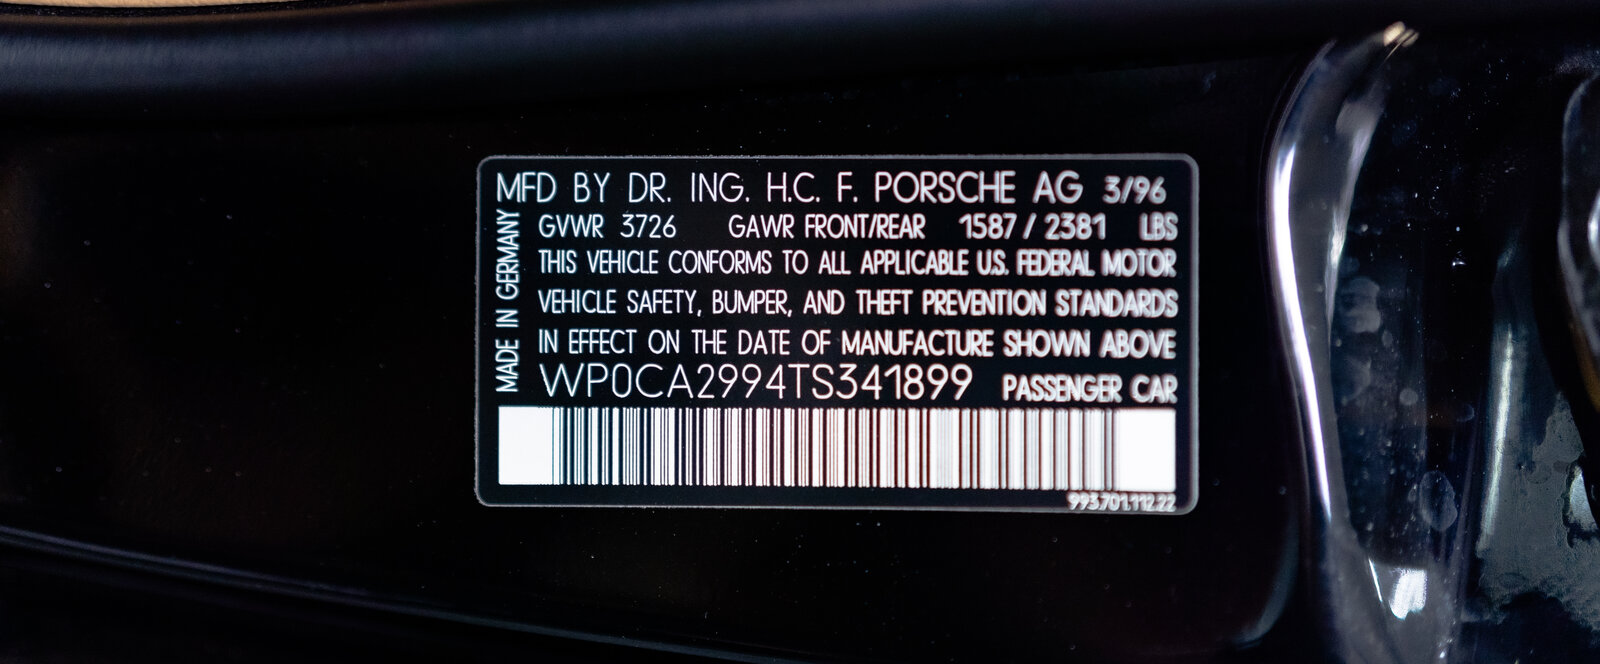 MFD BY DR. ING. H.C. F. PORSCHE AG 3/96
GVWR 3726 GAWR FRONT/REAR 1587 / 2381 LBS
THIS VEHICLE CONFORMS TO ALL APPLICABLE U.S. FEDERAL MOTOR
VEHICLE SAFETY, BUMPER, AND THEFT PREVENTION STANDARDS
IN EFFECT ON THE DATE OF MANUFACTURE SHOWN ABOVE
WP0CA2994TS341899 PASSENGER CAR
MADE IN GERMANY
993.701.112.22